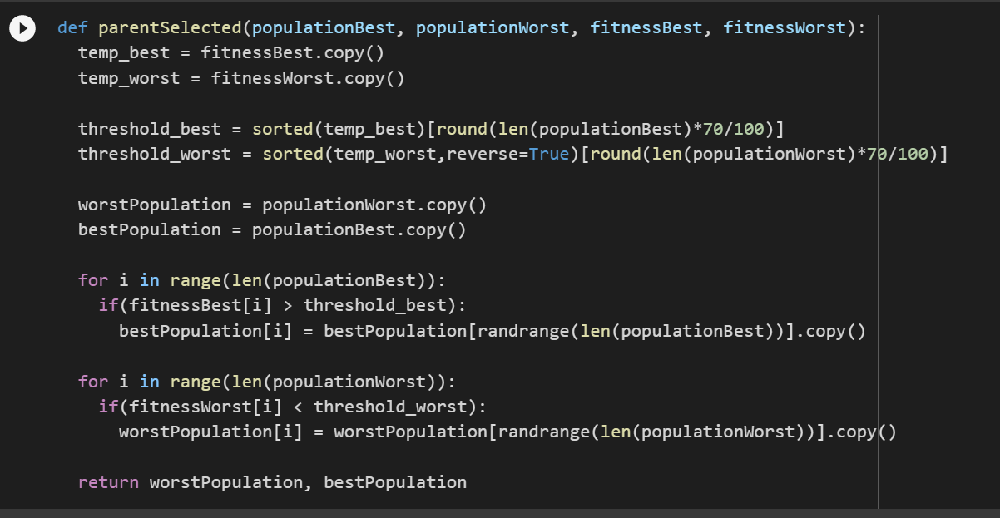 def parentSelected(populationBest, populationWorst, fitnessBest, fitnessWorst):
  temp_best = fitnessBest.copy()
  temp_worst = fitnessWorst.copy()

  threshold_best = sorted(temp_best)[round(len(populationBest)*70/100)]
  threshold_worst = sorted(temp_worst,reverse=True)[round(len(populationWorst)*70/100)]

  worstPopulation = populationWorst.copy()
  bestPopulation = populationBest.copy()

  for i in range(len(populationBest)):
    if(fitnessBest[i] > threshold_best):
      bestPopulation[i] = bestPopulation[randrange(len(populationBest))].copy()

  for i in range(len(populationWorst)):
    if(fitnessWorst[i] < threshold_worst):
      worstPopulation[i] = worstPopulation[randrange(len(populationWorst))].copy()

  return worstPopulation, bestPopulation